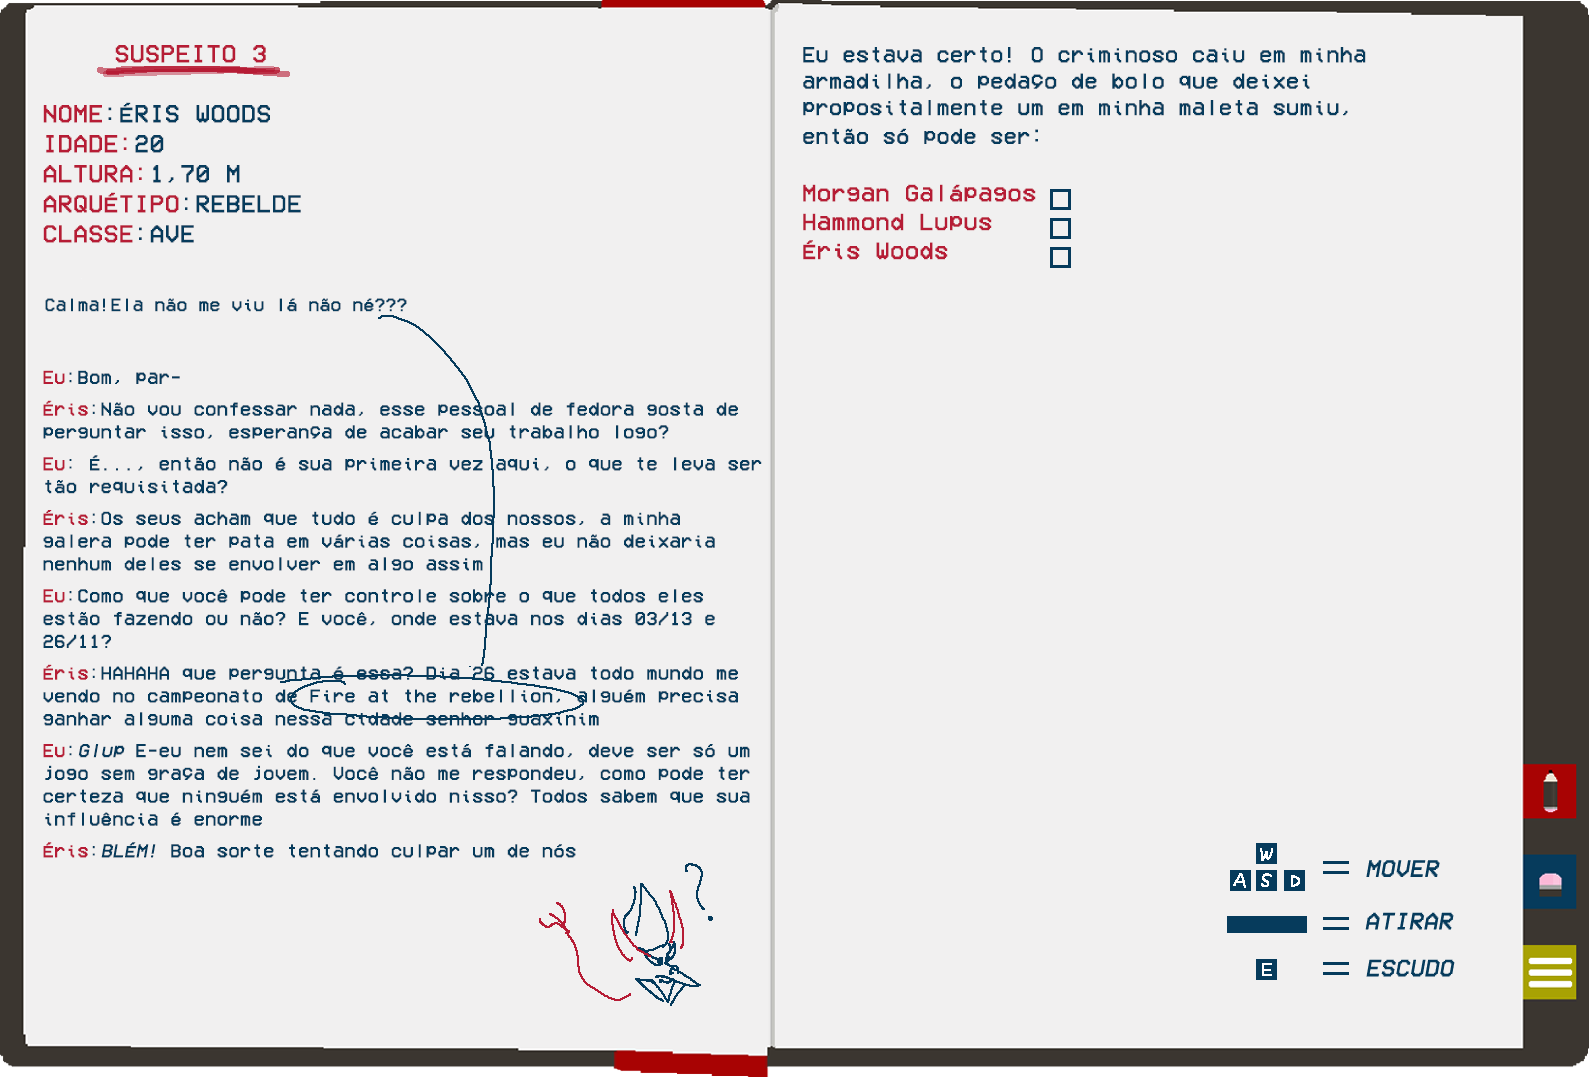 SUSPEITO 3
NOME:ÉRIS WOODS
IDADE:20
ALTURA:1,70 M
ARQUÉTIPO:REBELDE
CLASSE:AVE
Calma!Ela não me viu lá não né???
Eu:Bom, par-
Éris:Não vou confessar nada, esse pessoal de fedora gosta de
perguntar isso, esperança de acabar seu trabalho logo?
Eu: É..., então não é sua primeira vez aqui, o que te leva ser
tão requisitada?
Éris:Os seus acham que tudo é culpa dos nossos, a minha
galera pode ter pata em várias coisas, mas eu não deixaria
nenhum deles se envolver em algo assim
Eu:Como que você pode ter controle sobre o que todos eles
estão fazendo ou não? E você, onde estava nos dias 03/13 e
26/11?
Éris:HAHAHA que pergunta é essa? Dia 26 estava todo mundo me
vendo no campeonato de Fire at the rebellion, alguém precisa
ganhar alguma coisa nessa cidade senhor guaxinim
Eu:Glup E-eu nem sei do que você está falando, deve ser só um
jogo sem graça de jovem. Você não me respondeu, como pode ter
certeza que ninguém está envolvido nisso? Todos sabem que sua
influência é enorme
Éris:BLÉM! Boa sorte tentando culpar um de nós
?
Eu estava certo! O criminoso caiu em minha
armadilha, o pedaço de bolo que deixei
propositalmente um em minha maleta sumiu,
então só pode ser:
Morgan Galápagos
Hammond Lupus
Éris Woods
W
A S D = MOVER
= ATIRAR
E = ESCUDO